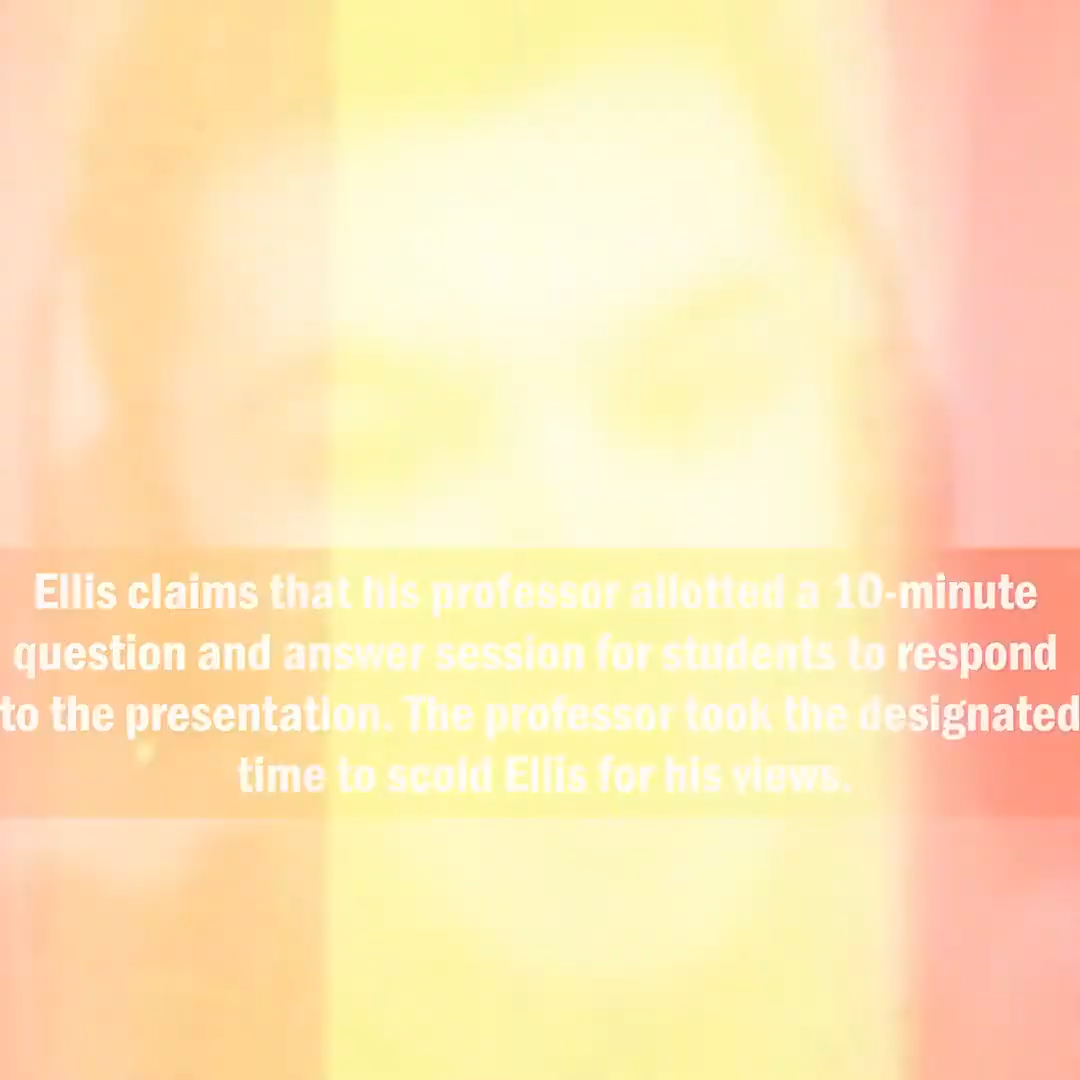 Ellis claims that his professor allotted a 10-minute
question and answer session for students to respond
to the presentation. The professor took the designated
time to scold Ellis for his views.